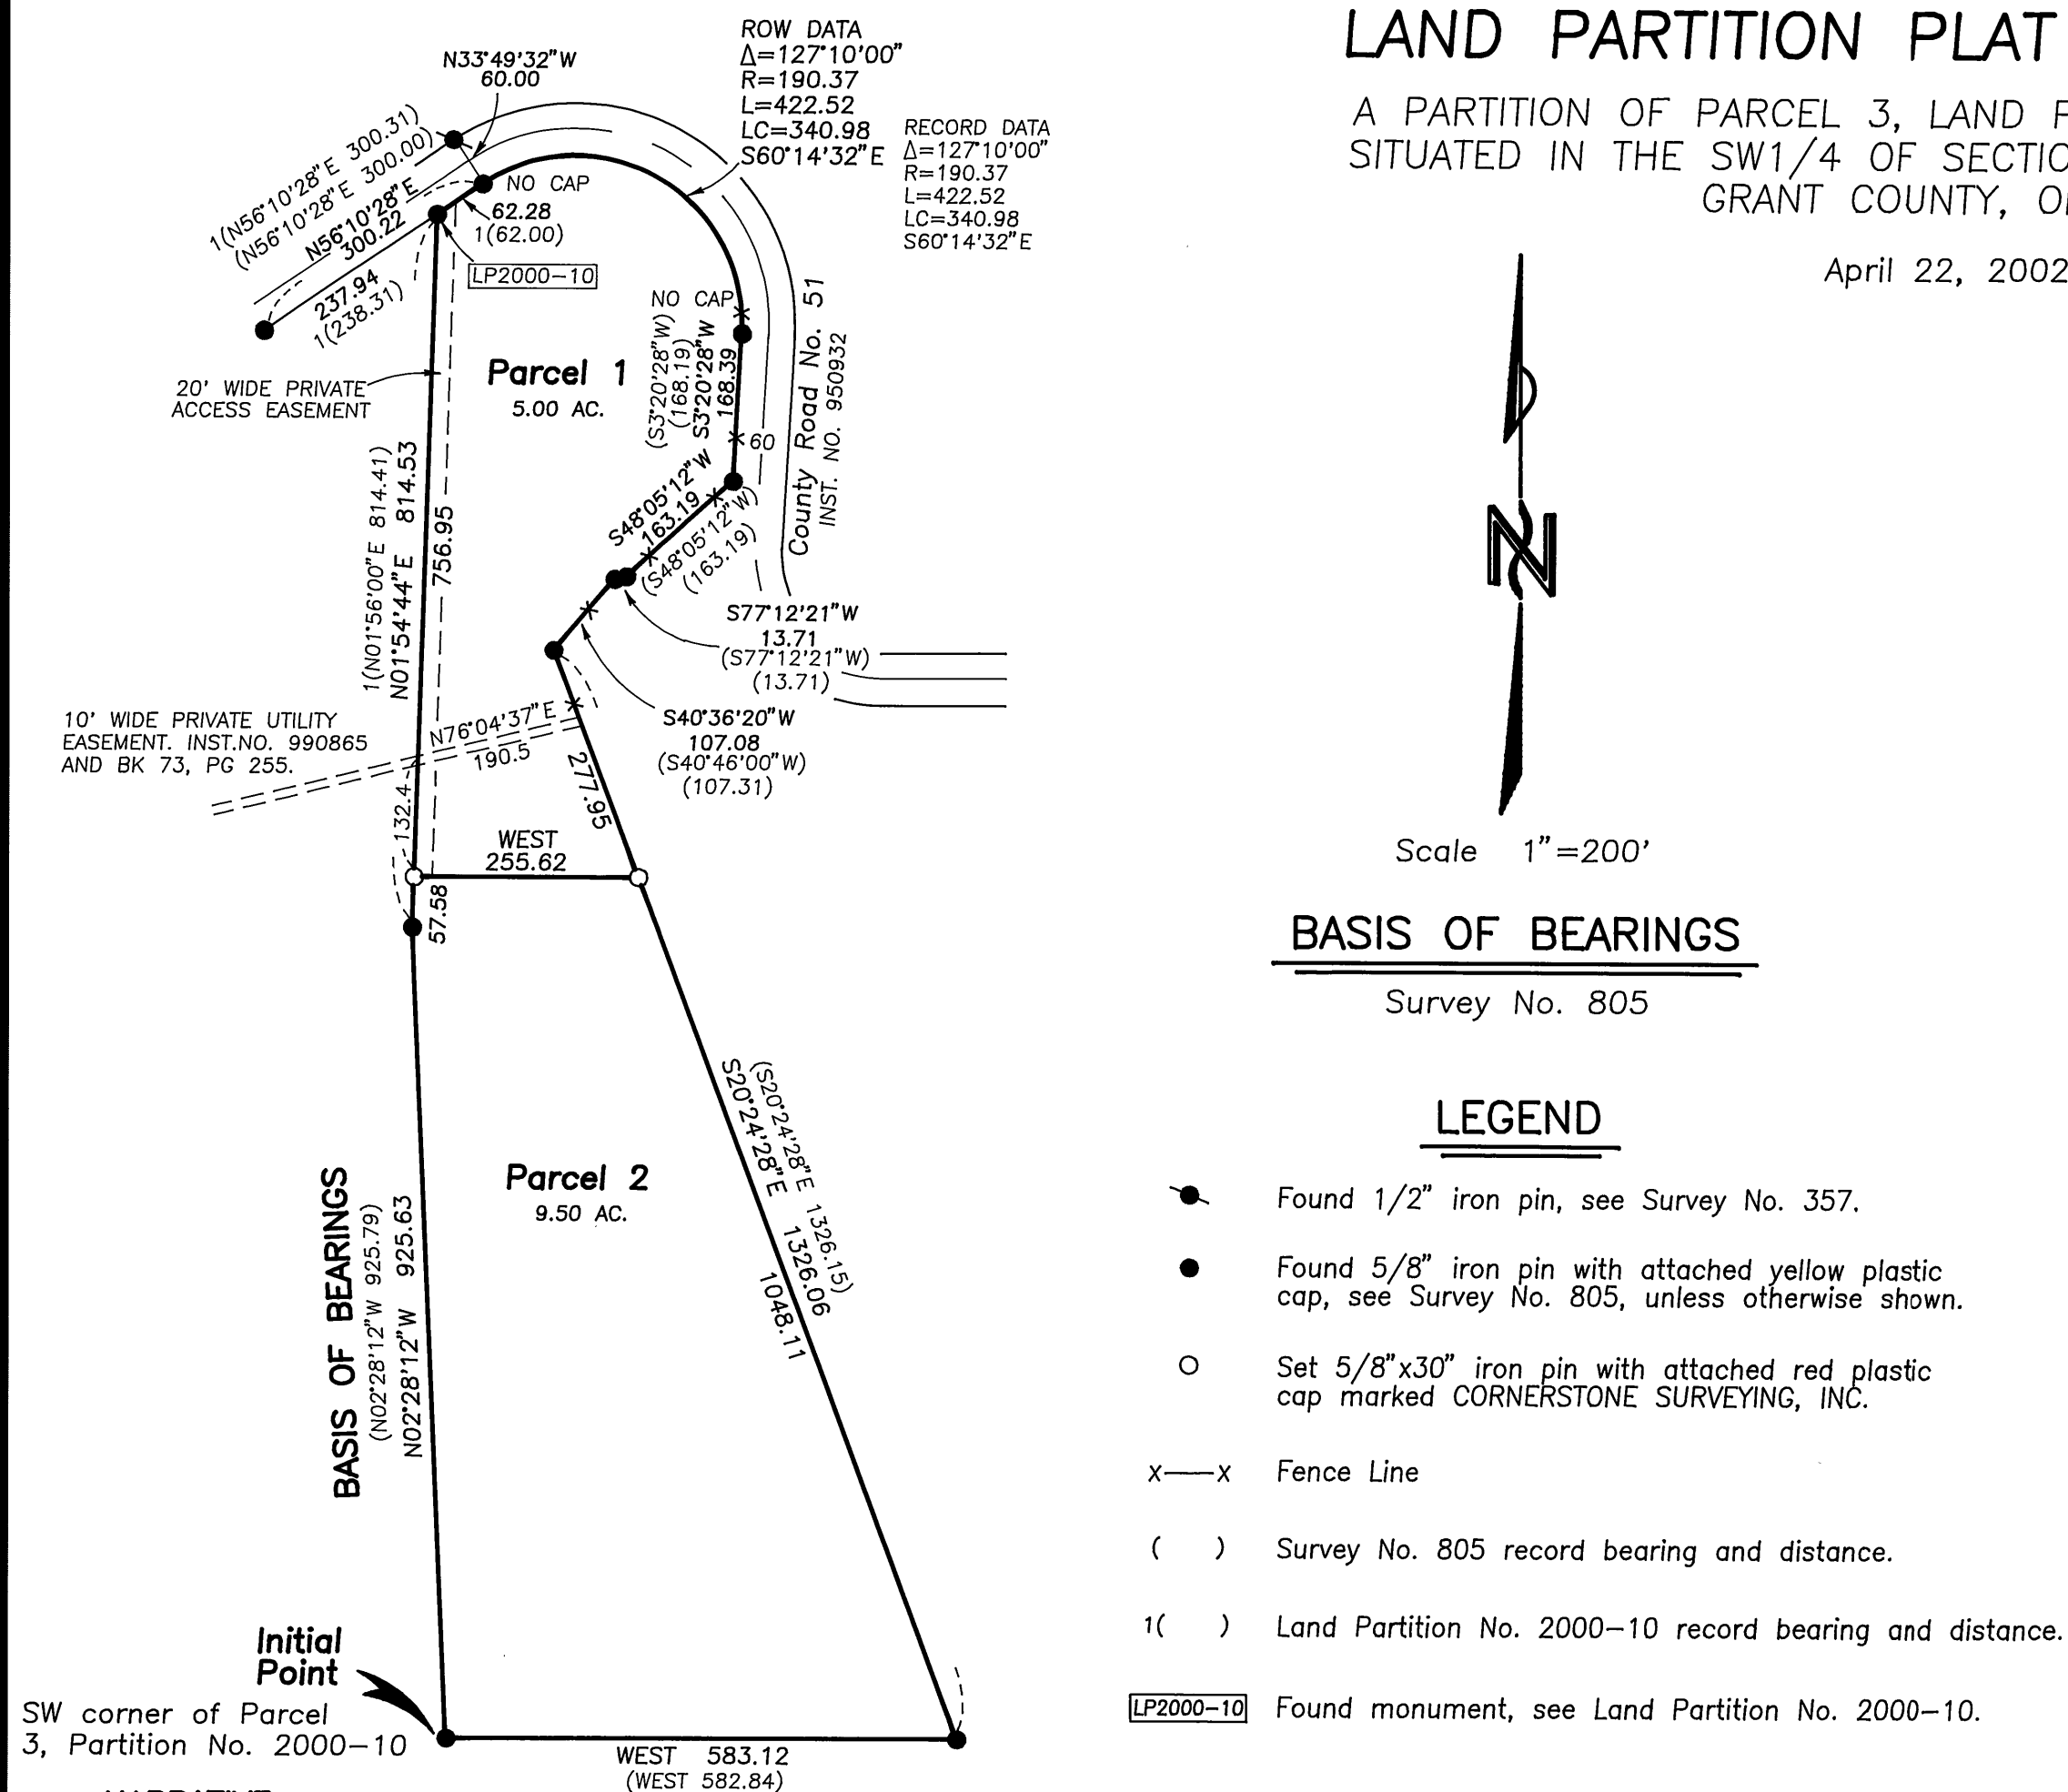 LAND PARTITION PLAT
A PARTITION OF PARCEL 3, LAND
SITUATED IN THE SW1/4 OF
GRANT COUNTY,
April 22, 2002
ROW DATA
Δ=127°10'00"
R=190.37
L=422.52
LC=340.98
S60°14'32"E
RECORD DATA
Δ=127°10'00"
R=190.37
L=422.52
LC=340.98
S60°14'32"E
N33°49'32"W
60.00
1(N56°10'28"E 300.31)
(N56°10'28"E 300.00)
N56°10'28"E
300.22
237.94
1(238.31)
NO CAP
62.28
1(62.00)
LP2000-10
NO CAP
(S3°20'28"W)
(168.19)
S3°20'28"W
168.39
60
County Road No. 51
INST. NO. 950932
Parcel 1
5.00 AC.
20' WIDE PRIVATE
ACCESS EASEMENT
1(N01°56'00"E 814.41)
N01°54'44"E 814.53
756.95
S48°05'12"W
163.19
(S48°05'12"W)
(163.19)
S77°12'21"W
13.71
(S77°12'21"W)
(13.71)
S40°36'20"W
107.08
(S40°46'00"W)
(107.31)
10' WIDE PRIVATE UTILITY
EASEMENT. INST.NO. 990865
AND BK 73, PG 255.
N76°04'37"E
190.5
277.95
132.4
WEST
255.62
57.58
Scale 1"=200'
N
BASIS OF BEARINGS
Survey No. 805
LEGEND
Found 1/2" iron pin, see Survey No. 357.
Found 5/8" iron pin with attached yellow plastic
cap, see Survey No. 805, unless otherwise shown.
Set 5/8"x30" iron pin with attached red plastic
cap marked CORNERSTONE SURVEYING, INC.
x—x Fence Line
( ) Survey No. 805 record bearing and distance.
1( ) Land Partition No. 2000-10 record bearing and distance.
LP2000-10 Found monument, see Land Partition No. 2000-10.
(S20°24'28"E 1326.15)
S20°24'28"E 1326.06
1048.11
Parcel 2
9.50 AC.
BASIS OF BEARINGS
(N02°28'12"W 925.79)
N02°28'12"W 925.63
Initial
Point
SW corner of Parcel
3, Partition No. 2000-10
WEST 583.12
(WEST 582.84)